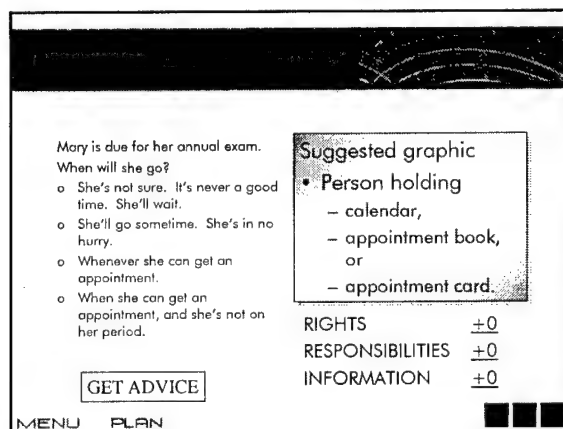 Mary is due for her annual exam.
When will she go?
o She's not sure. It's never a good
time. She'll wait.
o She'll go sometime. She's in no
hurry.
o Whenever she can get an
appointment.
o When she can get an
appointment, and she's not on
her period.
GET ADVICE
Suggested graphic
• Person holding
– calendar,
– appointment book,
or
– appointment card.
RIGHTS +0
RESPONSIBILITIES +0
INFORMATION +0
MENU PLAN